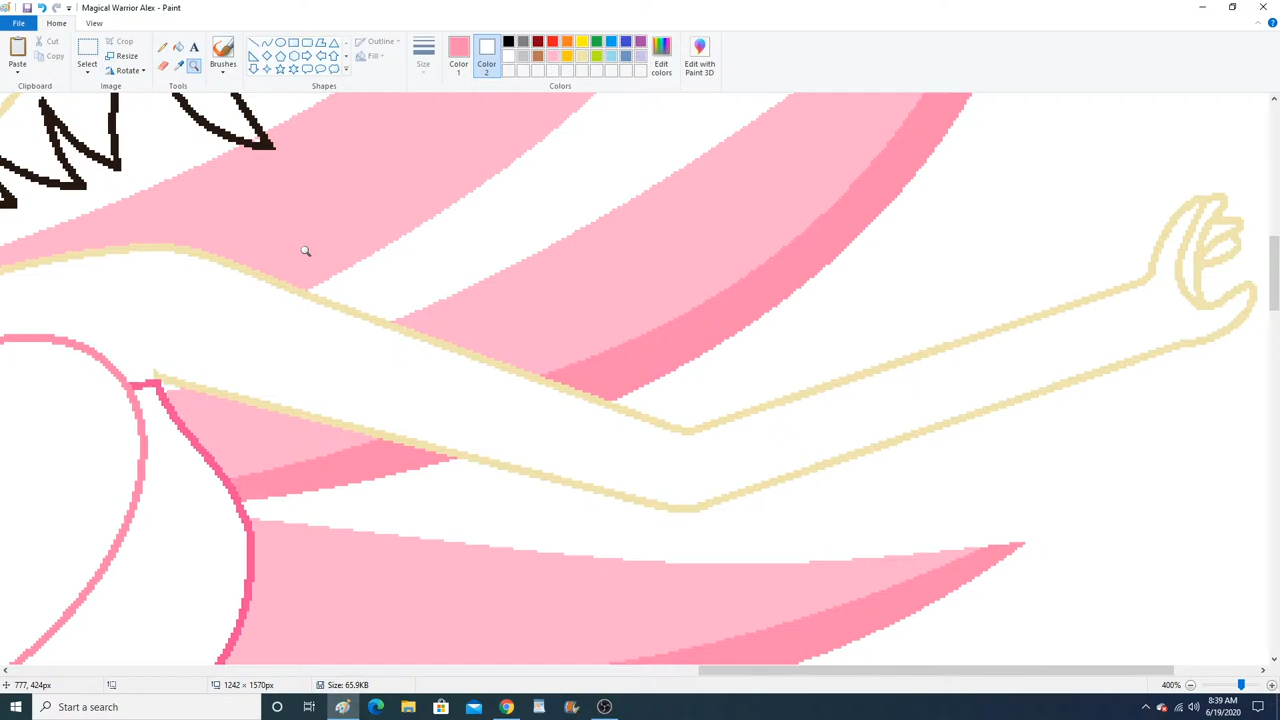 Magical Warrior Alex - Paint
File
Home
View
Paste
Cut
Copy
Clipboard
Select
Crop
Resize
Rotate
Image
A
Tools
Brushes
Outline
Fill
Shapes
Size
Color 1
Color 2
Edit colors
Colors
Edit with Paint 3D
777, 424px
1242 × 1570px
Size: 65.9KB
400%
Start a search
8:39 AM
6/19/2020